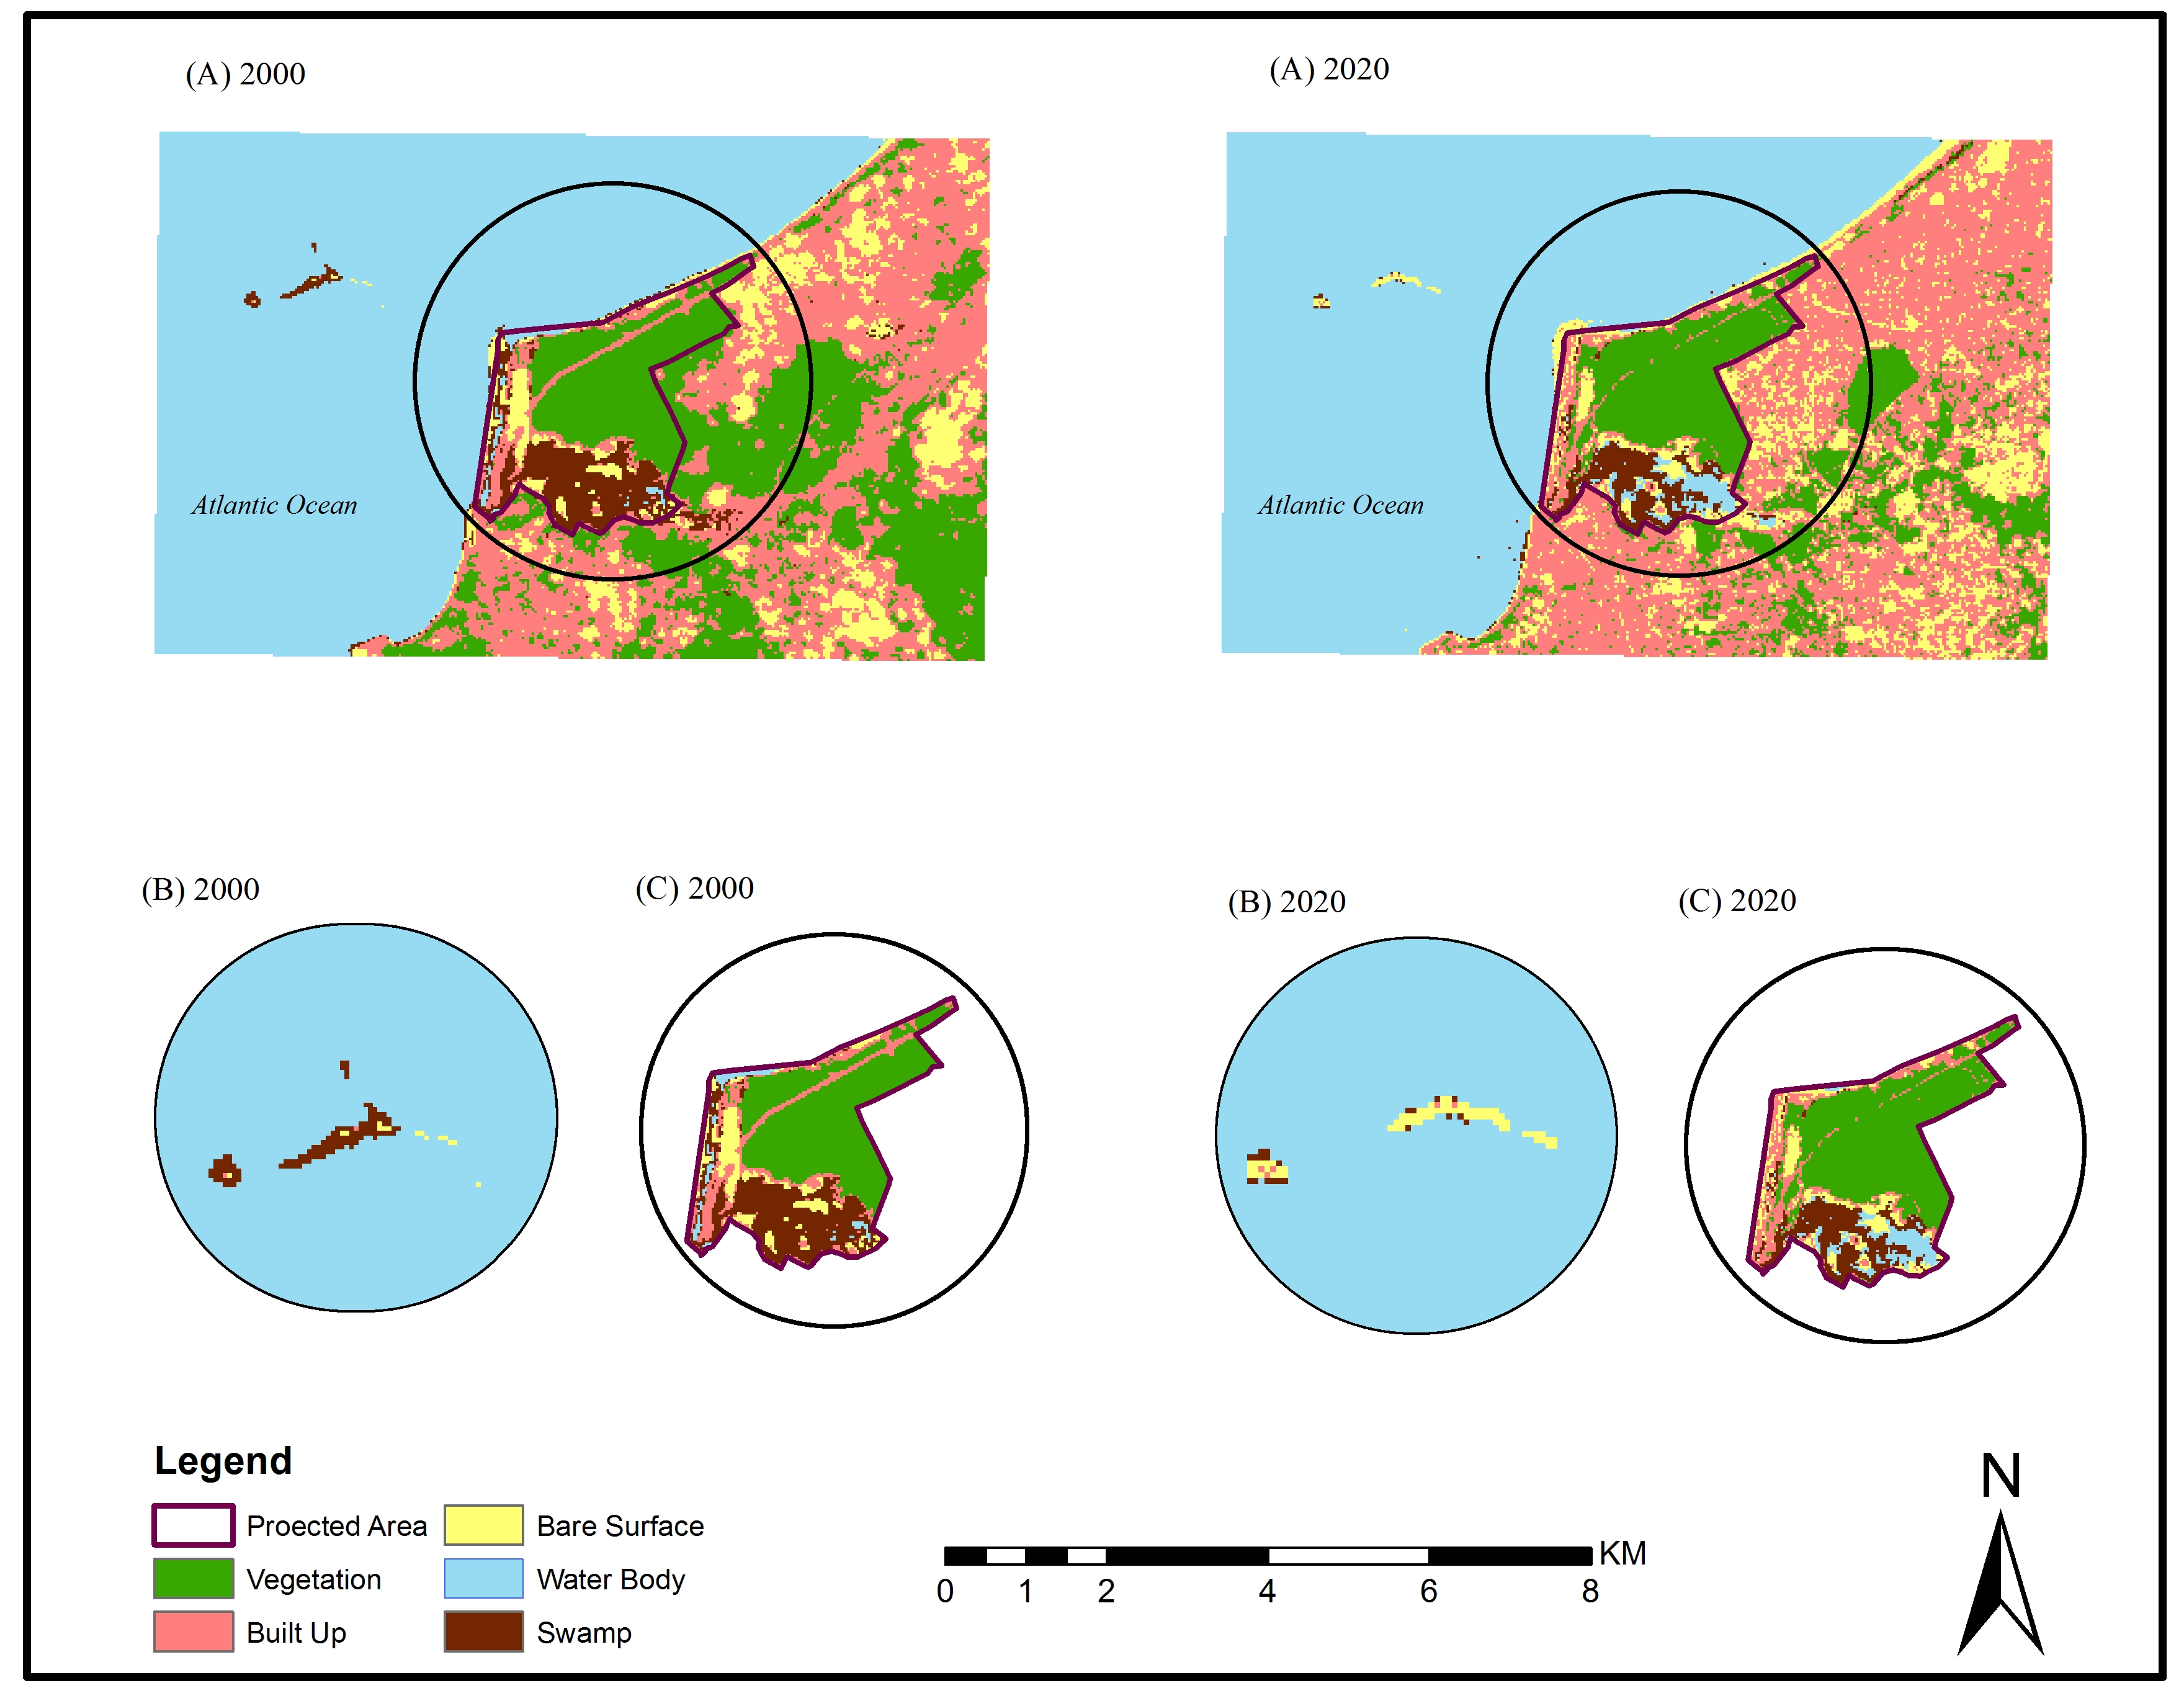 (A) 2000
(A) 2020
Atlantic Ocean
Atlantic Ocean
(B) 2000
(C) 2000
(B) 2020
(C) 2020
Legend
Proected Area
Bare Surface
Vegetation
Water Body
Built Up
Swamp
KM
0 1 2 4 6 8
N